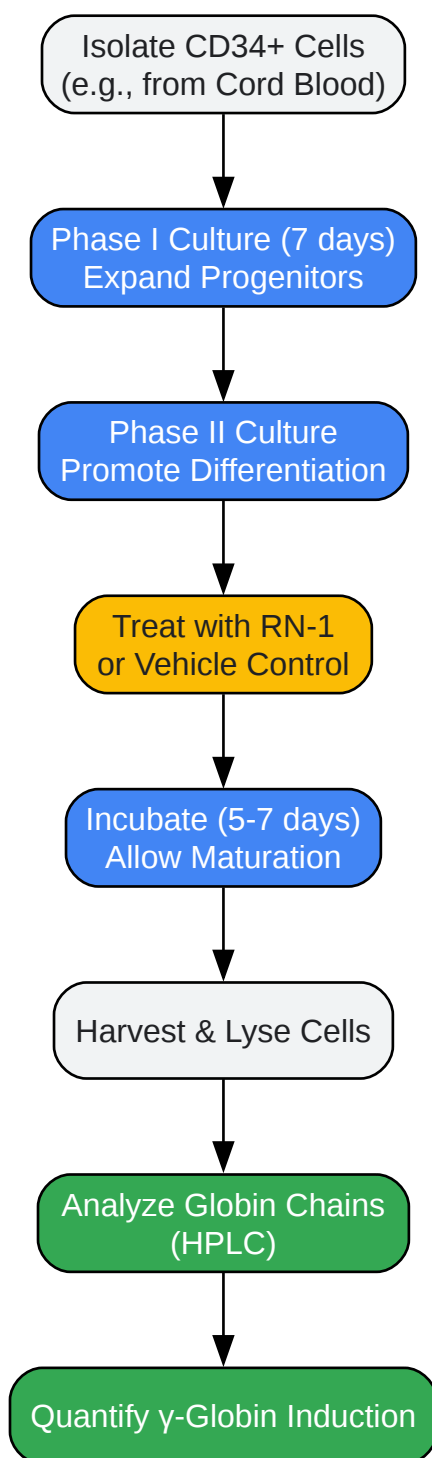 Isolate CD34+ Cells
(e.g., from Cord Blood)
Phase I Culture (7 days)
Expand Progenitors
Phase II Culture
Promote Differentiation
Treat with RN-1
or Vehicle Control
Incubate (5-7 days)
Allow Maturation
Harvest & Lyse Cells
Analyze Globin Chains
(HPLC)
Quantify γ-Globin Induction